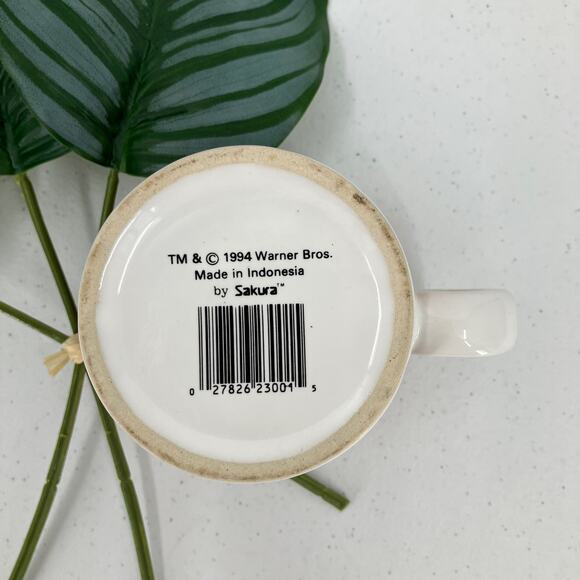 TM & © 1994 Warner Bros.
Made in Indonesia
by Sakura™
0 27826 23001 5